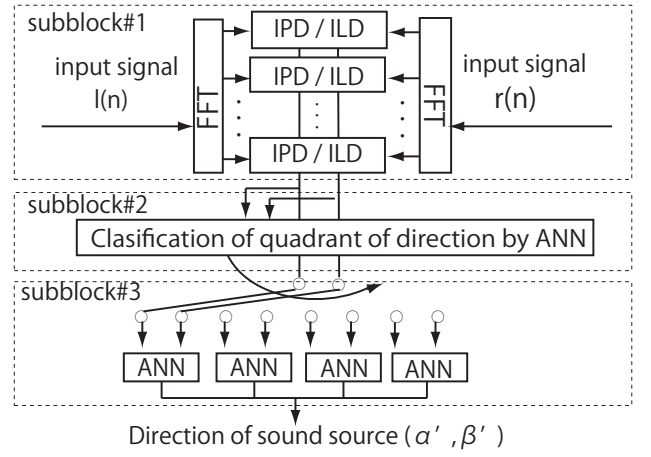 subblock#1
IPD / ILD
input signal
l(n)
FFT
IPD / ILD
FFT
input signal
r(n)
IPD / ILD
subblock#2
Clasification of quadrant of direction by ANN
subblock#3
ANN
ANN
ANN
ANN
Direction of sound source ( α’ , β’ )